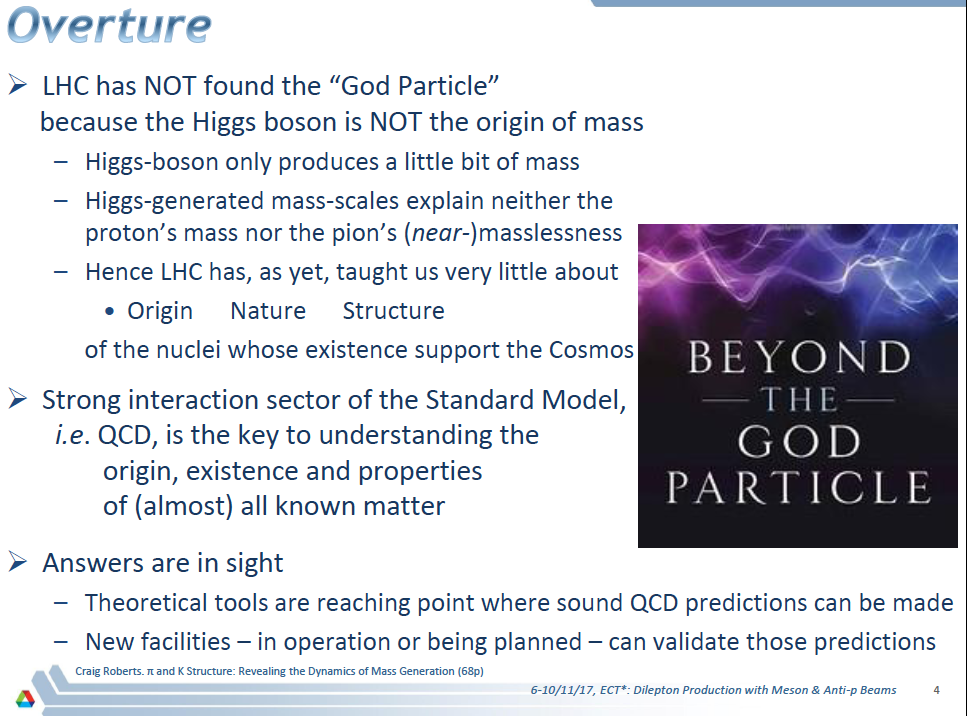 Overture
➢ LHC has NOT found the “God Particle”
because the Higgs boson is NOT the origin of mass
– Higgs-boson only produces a little bit of mass
– Higgs-generated mass-scales explain neither the
proton’s mass nor the pion’s (near-)masslessness
– Hence LHC has, as yet, taught us very little about
• Origin Nature Structure
of the nuclei whose existence support the Cosmos
➢ Strong interaction sector of the Standard Model,
i.e. QCD, is the key to understanding the
origin, existence and properties
of (almost) all known matter
BEYOND
THE
GOD
PARTICLE
➢ Answers are in sight
– Theoretical tools are reaching point where sound QCD predictions can be made
– New facilities – in operation or being planned – can validate those predictions
Craig Roberts. π and K Structure: Revealing the Dynamics of Mass Generation (68p)
6-10/11/17, ECT*: Dilepton Production with Meson & Anti-p Beams 4